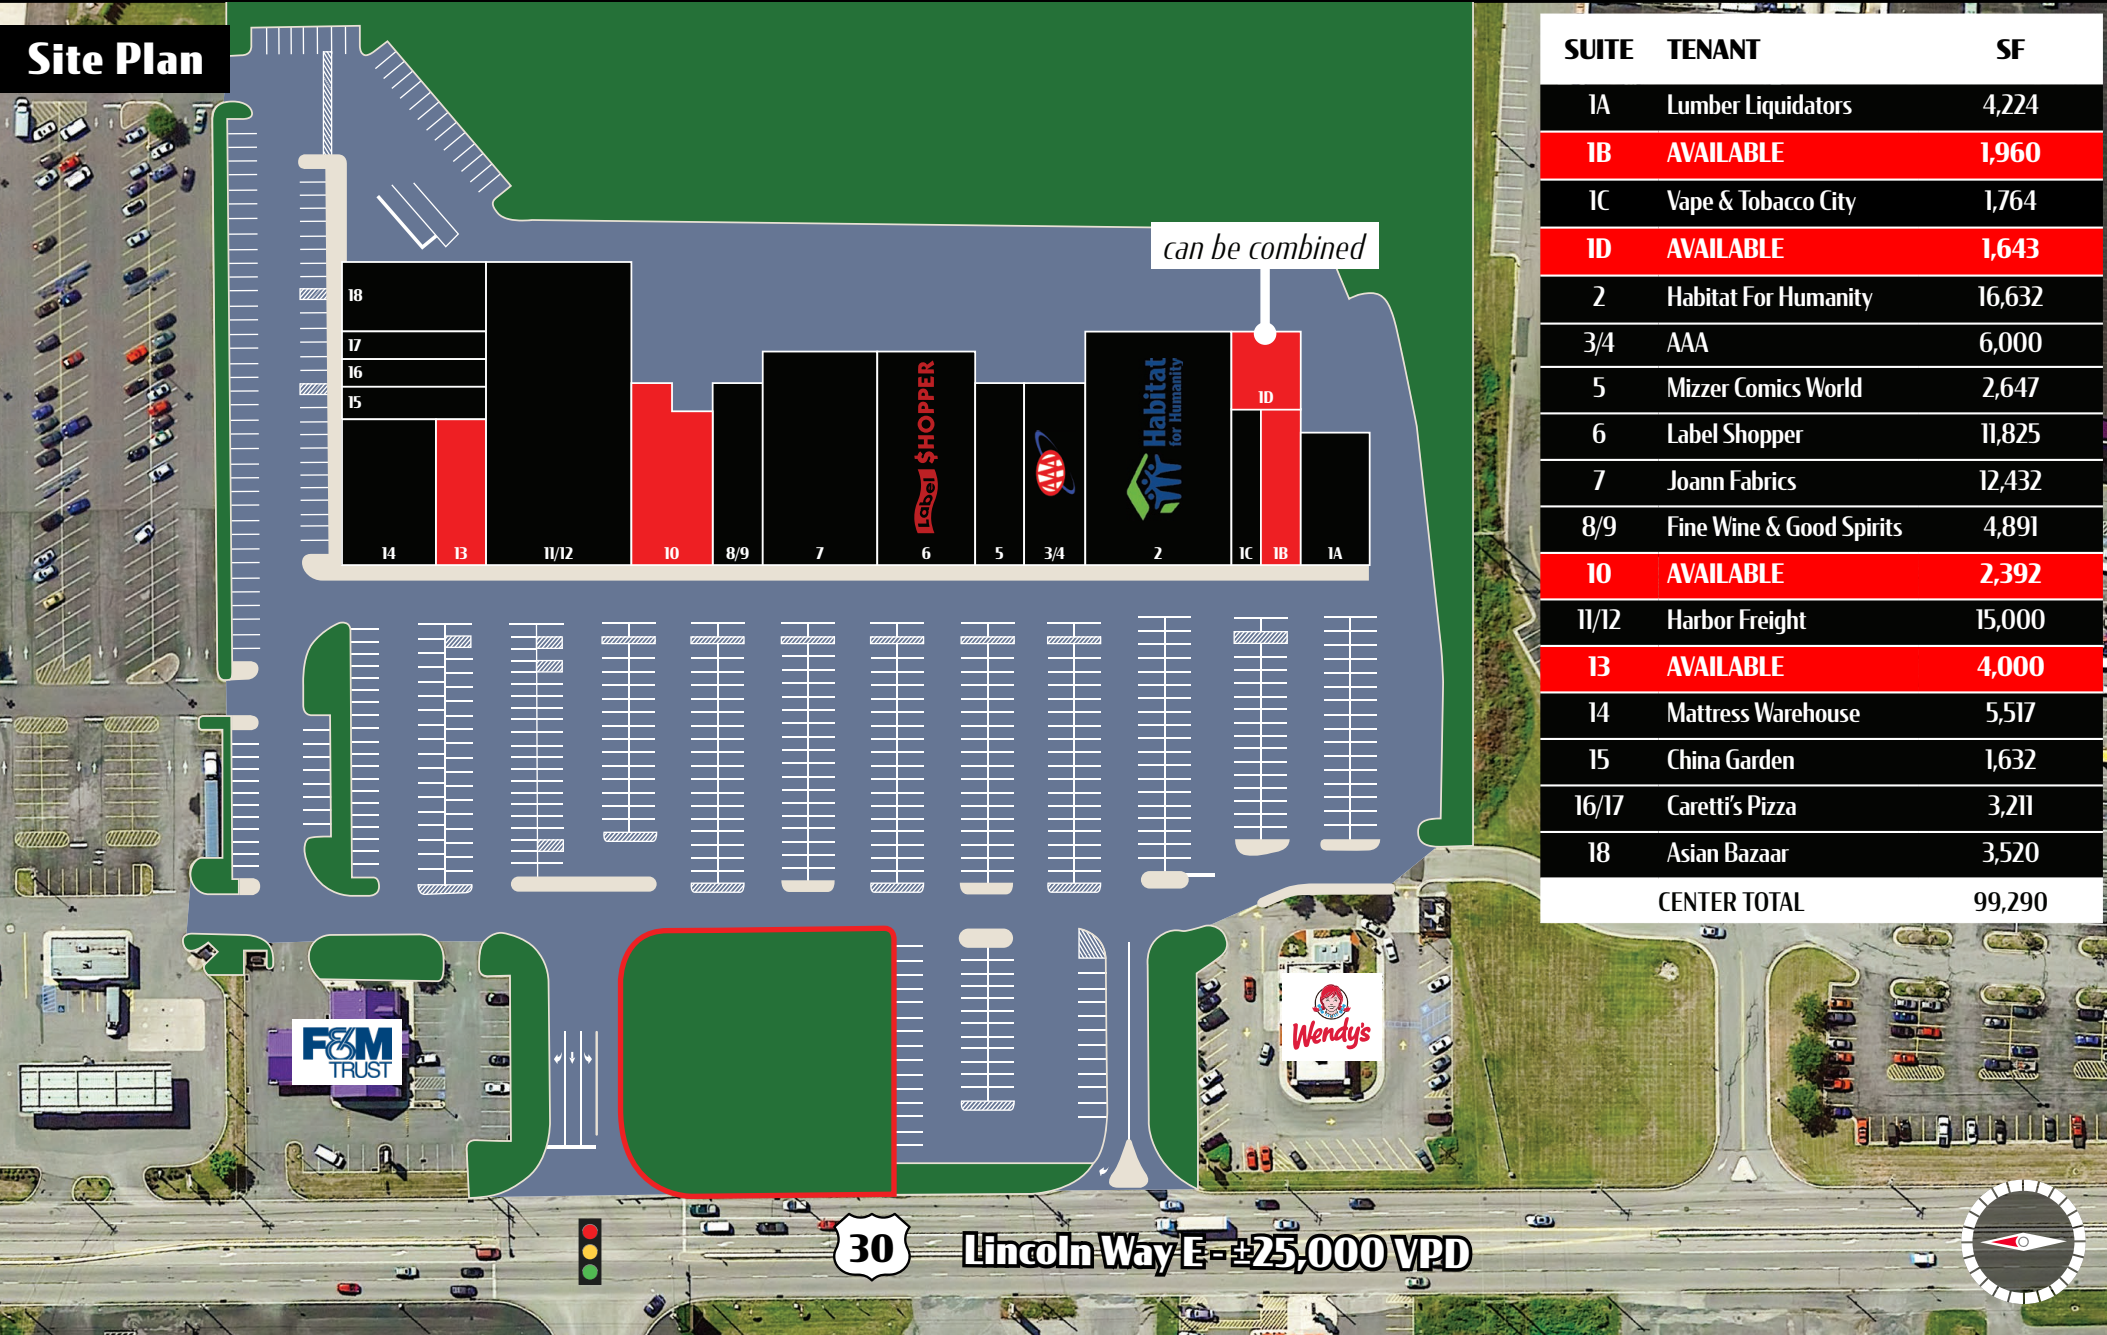 Site Plan
SUITE TENANT SF
1A Lumber Liquidators 4,224
1B AVAILABLE 1,960
1C Vape & Tobacco City 1,764
1D AVAILABLE 1,643
2 Habitat For Humanity 16,632
3/4 AAA 6,000
5 Mizzer Comics World 2,647
6 Label Shopper 11,825
7 Joann Fabrics 12,432
8/9 Fine Wine & Good Spirits 4,891
10 AVAILABLE 2,392
11/12 Harbor Freight 15,000
13 AVAILABLE 4,000
14 Mattress Warehouse 5,517
15 China Garden 1,632
16/17 Caretti's Pizza 3,211
18 Asian Bazaar 3,520
CENTER TOTAL 99,290
can be combined
18
17
16
15
1D
Label $HOPPER
AAA
Habitat
for Humanity
14 13 11/12 10 8/9 7 6 5 3/4 2 1C 1B 1A
F&M
TRUST
Wendy's
30
Lincoln Way E - ±25,000 VPD